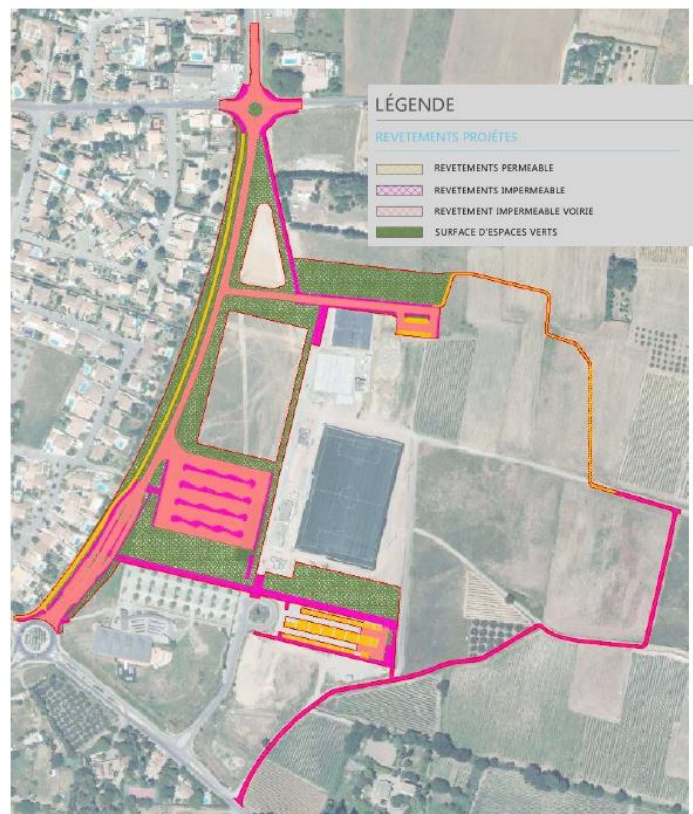 LÉGENDE
REVETEMENTS PROJÉTES
REVETEMENTS PERMEABLE
REVETEMENTS IMPERMEABLE
REVETEMENT IMPERMEABLE VOIRIE
SURFACE D'ESPACES VERTS